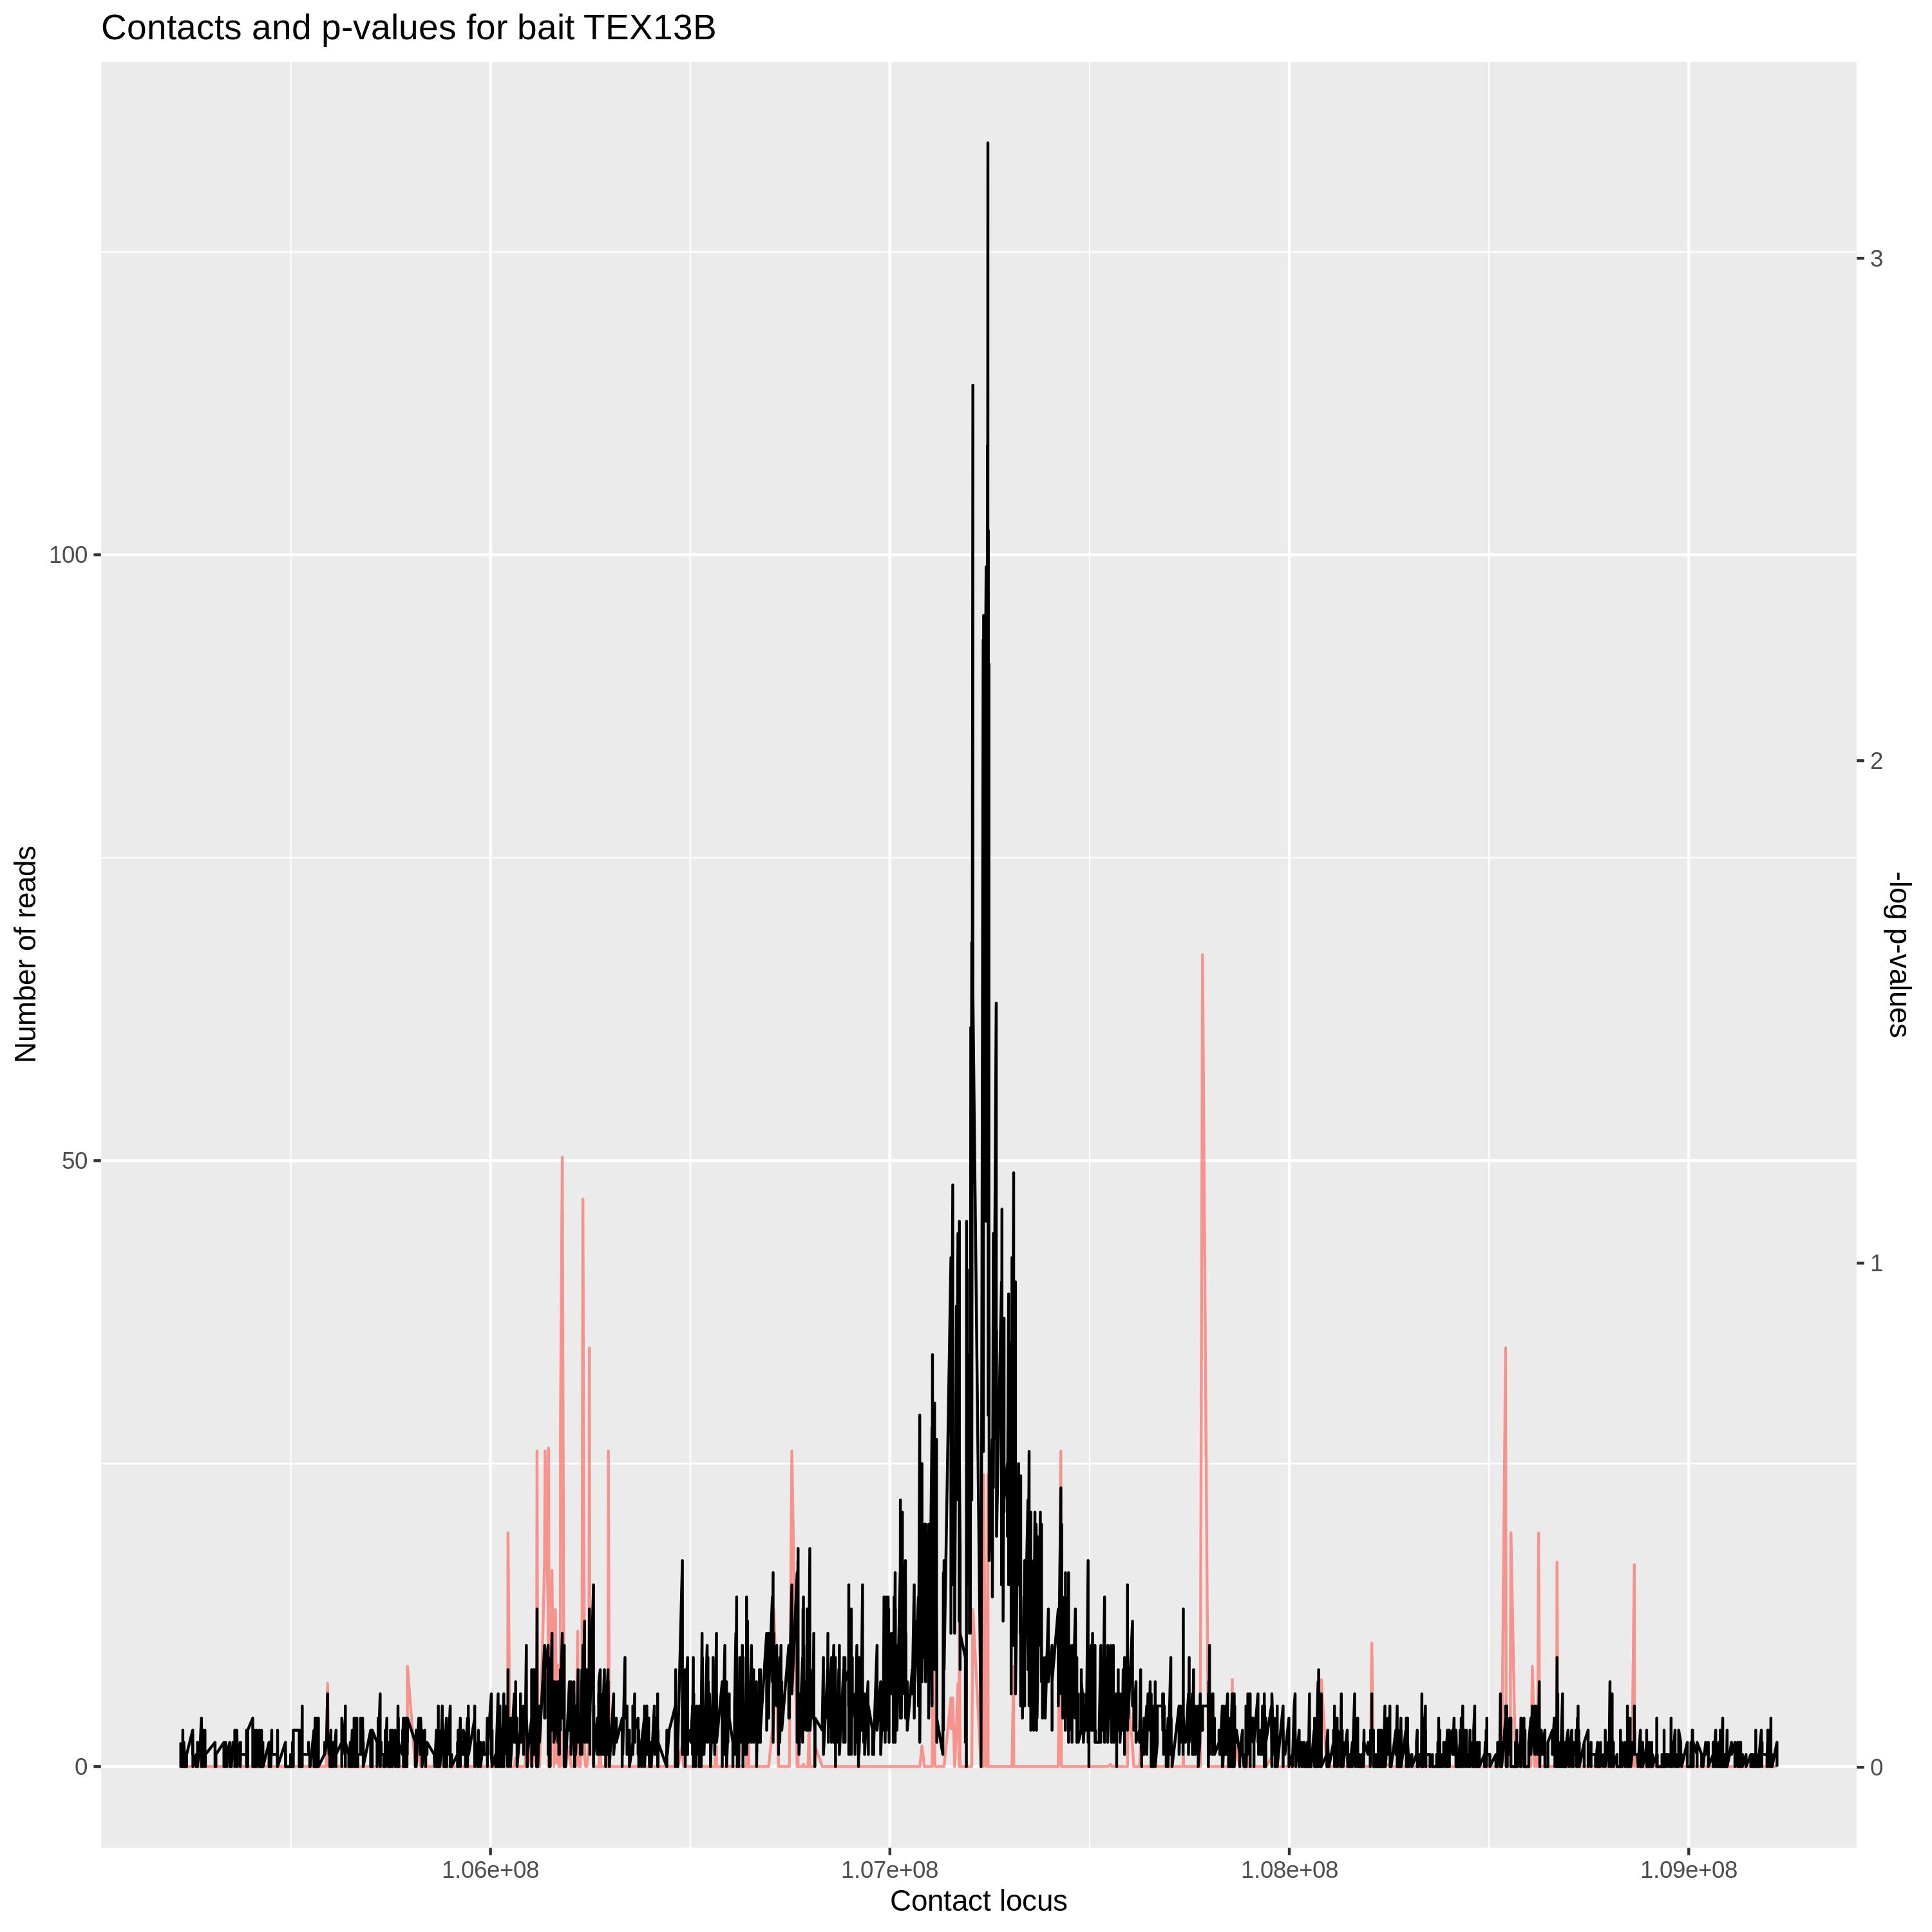 Contacts and p-values for bait TEX13B
Number of reads
100
50
0
3
2
1
0
-log p-values
1.06e+08 1.07e+08 1.08e+08 1.09e+08
Contact locus